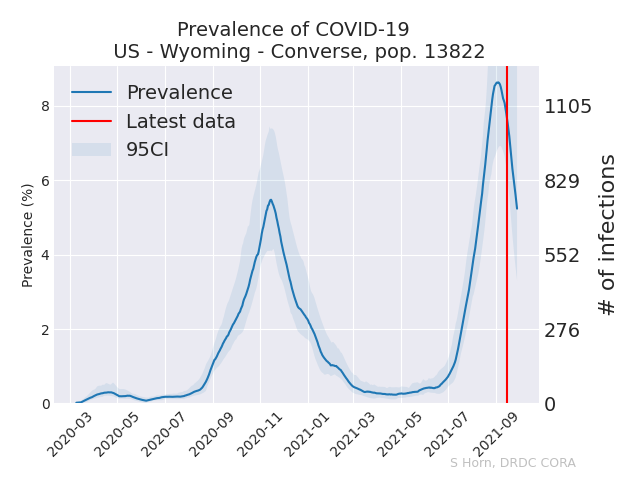 Prevalence of COVID-19
US - Wyoming - Converse, pop. 13822
Prevalence
Latest data
95CI
Prevalence (%)
8
6
4
2
0
1105
829
552
276
0
# of infections
2020-03
2020-05
2020-07
2020-09
2020-11
2021-01
2021-03
2021-05
2021-07
2021-09
S Horn, DRDC CORA